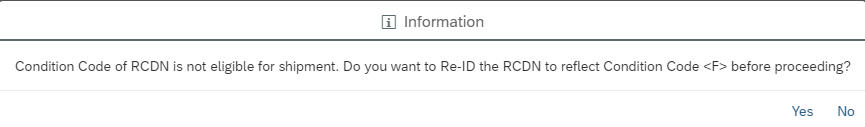 Information
Condition Code of RCDN is not eligible for shipment. Do you want to Re-ID the RCDN to reflect Condition Code <F> before proceeding?
Yes No